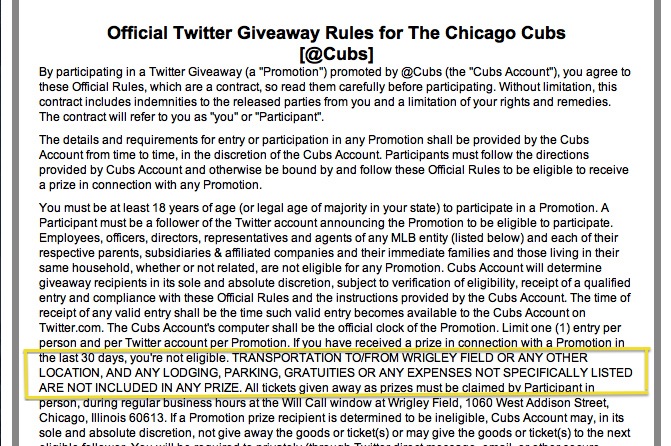 Official Twitter Giveaway Rules for The Chicago Cubs
[@Cubs]
By participating in a Twitter Giveaway (a "Promotion") promoted by @Cubs (the "Cubs Account"), you agree to
these Official Rules, which are a contract, so read them carefully before participating. Without limitation, this
contract includes indemnities to the released parties from you and a limitation of your rights and remedies.
The contract will refer to you as "you" or "Participant".
The details and requirements for entry or participation in any Promotion shall be provided by the Cubs
Account from time to time, in the discretion of the Cubs Account. Participants must follow the directions
provided by Cubs Account and otherwise be bound by and follow these Official Rules to be eligible to receive
a prize in connection with any Promotion.
You must be at least 18 years of age (or legal age of majority in your state) to participate in a Promotion. A
Participant must be a follower of the Twitter account announcing the Promotion to be eligible to participate.
Employees, officers, directors, representatives and agents of any MLB entity (listed below) and each of their
respective parents, subsidiaries & affiliated companies and their immediate families and those living in their
same household, whether or not related, are not eligible for any Promotion. Cubs Account will determine
giveaway recipients in its sole and absolute discretion, subject to verification of eligibility, receipt of a qualified
entry and compliance with these Official Rules and the instructions provided by the Cubs Account. The time of
receipt of any valid entry shall be the time such valid entry becomes accessible to the Cubs Account on
Twitter.com. The Cubs Account's computer shall be the official clock of the Promotion. Limit one (1) entry per
person and per Twitter account per Promotion. If you have received a prize in connection with a Promotion in
the last 30 days, you're not eligible. TRANSPORTATION TO/FROM WRIGLEY FIELD OR ANY OTHER
LOCATION, AND ANY LODGING, PARKING, GRATUITIES OR ANY EXPENSES NOT SPECIFICALLY LISTED
ARE NOT INCLUDED IN ANY PRIZE. All tickets given away as prizes must be claimed by Participant in
person, during regular business hours at the Will Call window at Wrigley Field, 1060 West Addison Street,
Chicago, Illinois 60613. If a Promotion prize recipient is determined to be ineligible, Cubs Account may, in its
sole and absolute discretion, not give away the goods or ticket(s) or may give the goods or ticket(s) to the next